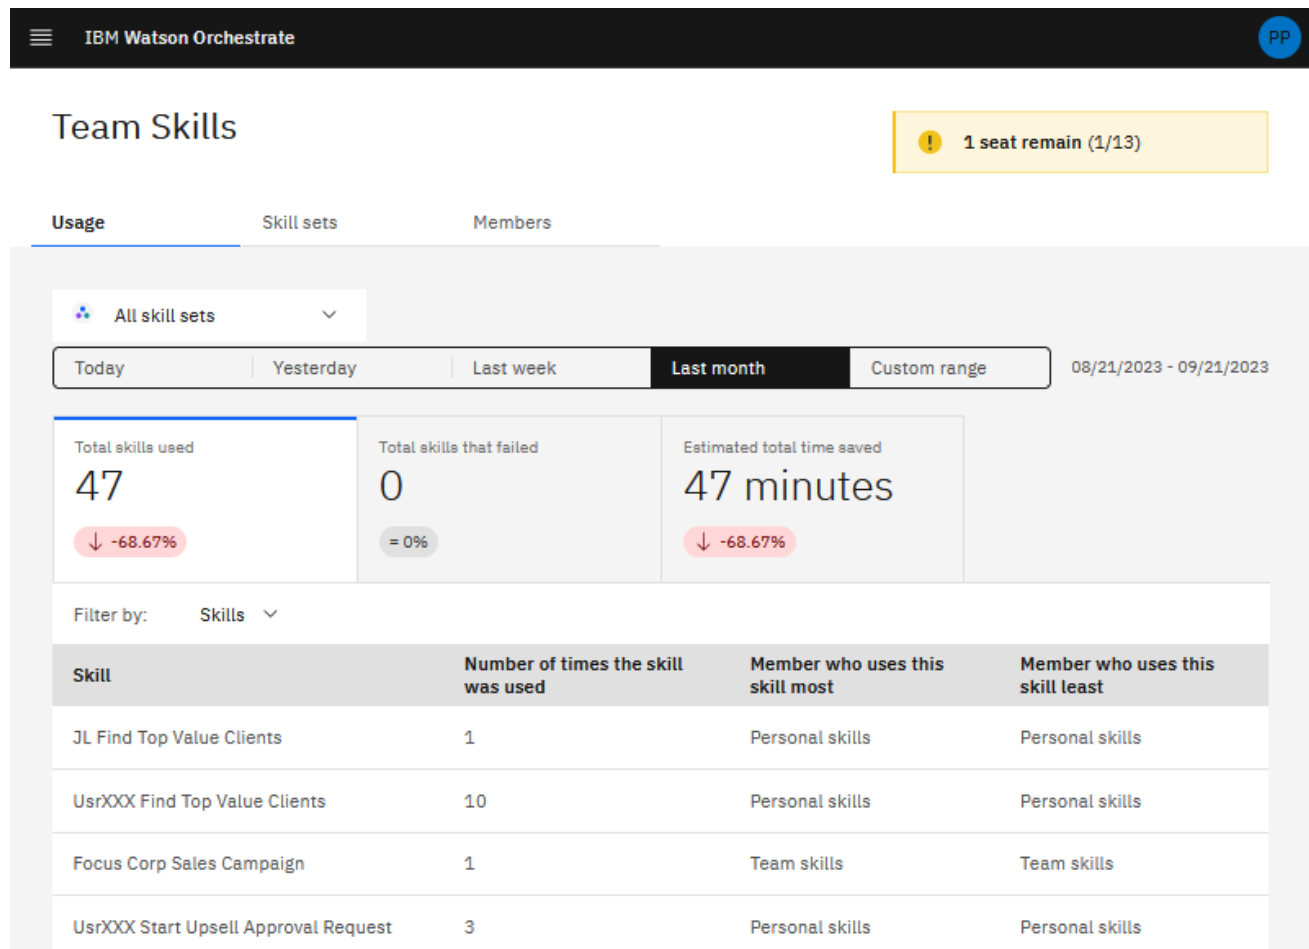 IBM Watson Orchestrate
PP
Team Skills
! 1 seat remain (1/13)
Usage Skill sets Members
All skill sets
Today Yesterday Last week Last month Custom range 08/21/2023 - 09/21/2023
Total skills used Total skills that failed Estimated total time saved
47 0 47 minutes
↓ -68.67% = 0% ↓ -68.67%
Filter by: Skills
Skill Number of times the skill was used Member who uses this skill most Member who uses this skill least
JL Find Top Value Clients 1 Personal skills Personal skills
UsrXXX Find Top Value Clients 10 Personal skills Personal skills
Focus Corp Sales Campaign 1 Team skills Team skills
UsrXXX Start Upsell Approval Request 3 Personal skills Personal skills